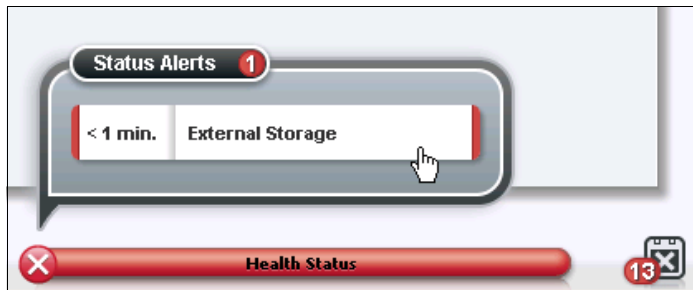 Status Alerts 1
< 1 min. External Storage
Health Status
13